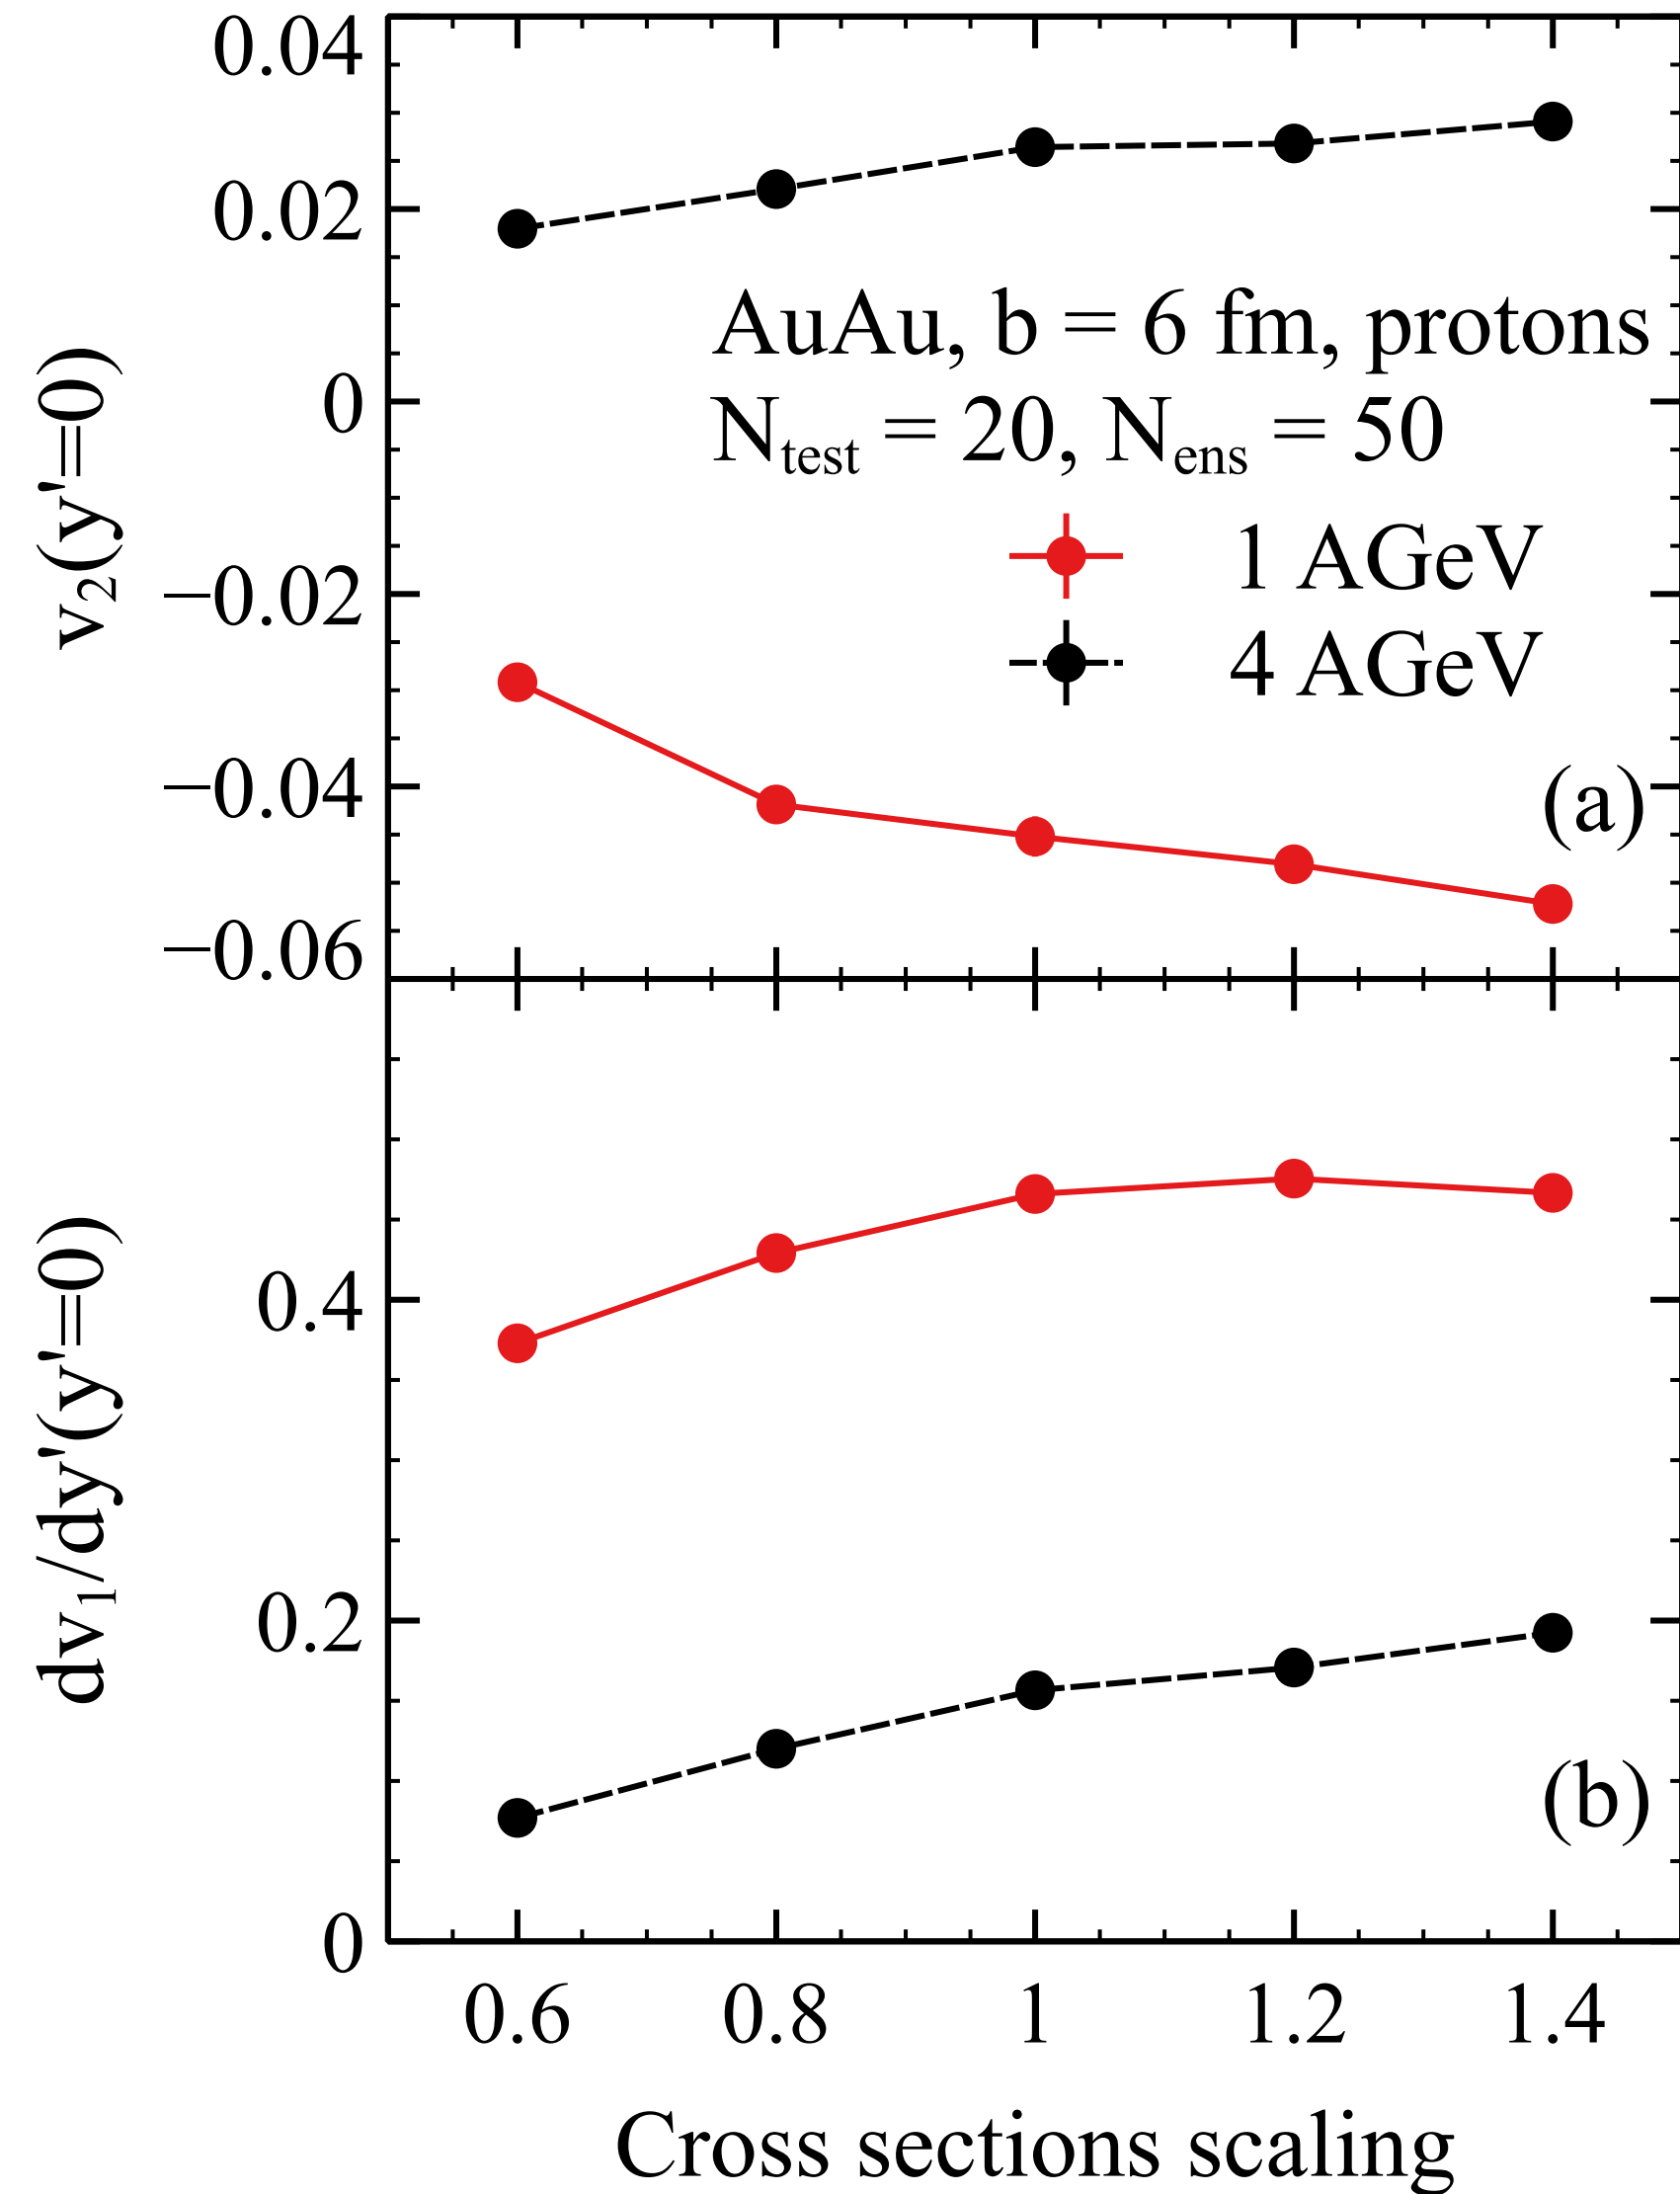 0.04
0.02
0
−0.02
−0.04
−0.06
v2(y'=0)
AuAu, b = 6 fm, protons
Ntest = 20, Nens = 50
1 AGeV
4 AGeV
(a)
0.4
0.2
0
dv1/dy'(y'=0)
(b)
0.6 0.8 1 1.2 1.4
Cross sections scaling